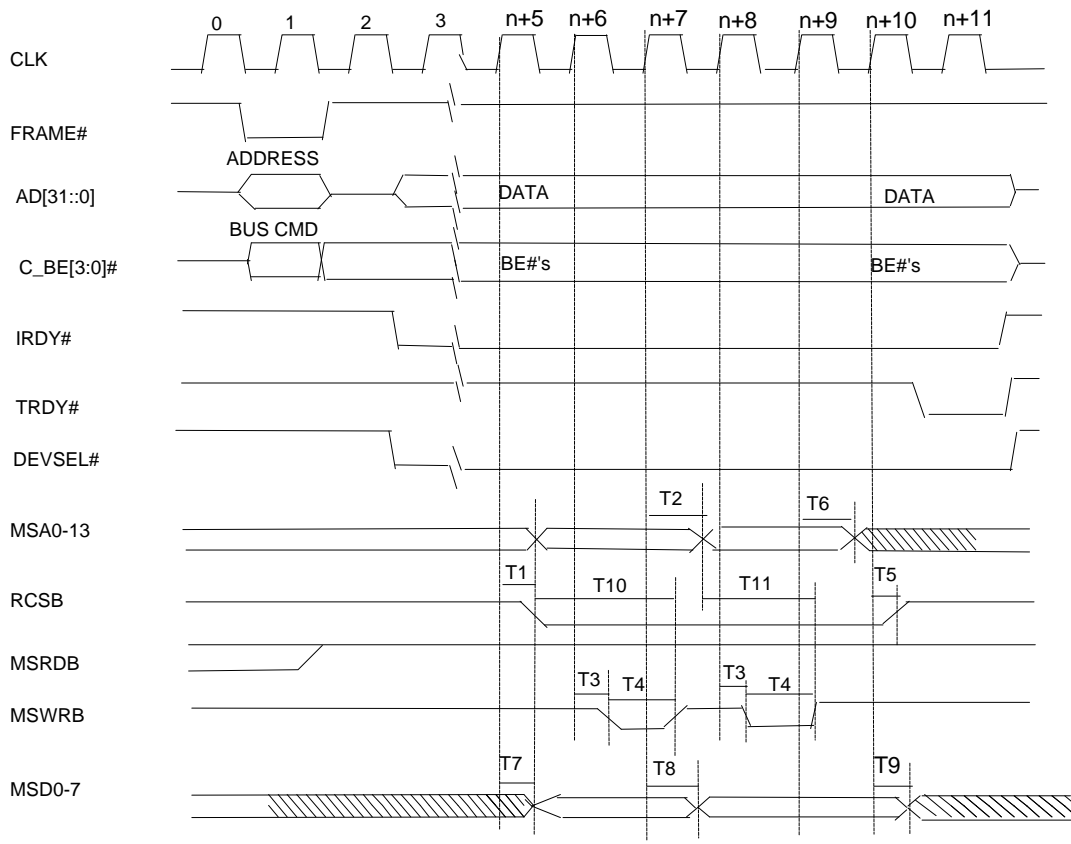 0 1 2 3 n+5 n+6 n+7 n+8 n+9 n+10 n+11
CLK
FRAME#
ADDRESS
AD[31::0] DATA DATA
BUS CMD
C_BE[3:0]# BE#'s BE#'s
IRDY#
TRDY#
DEVSEL#
T2 T6
MSA0-13
T1 T10 T11 T5
RCSB
MSRDB
T3 T4 T3 T4
MSWRB
T7 T8 T9
MSD0-7